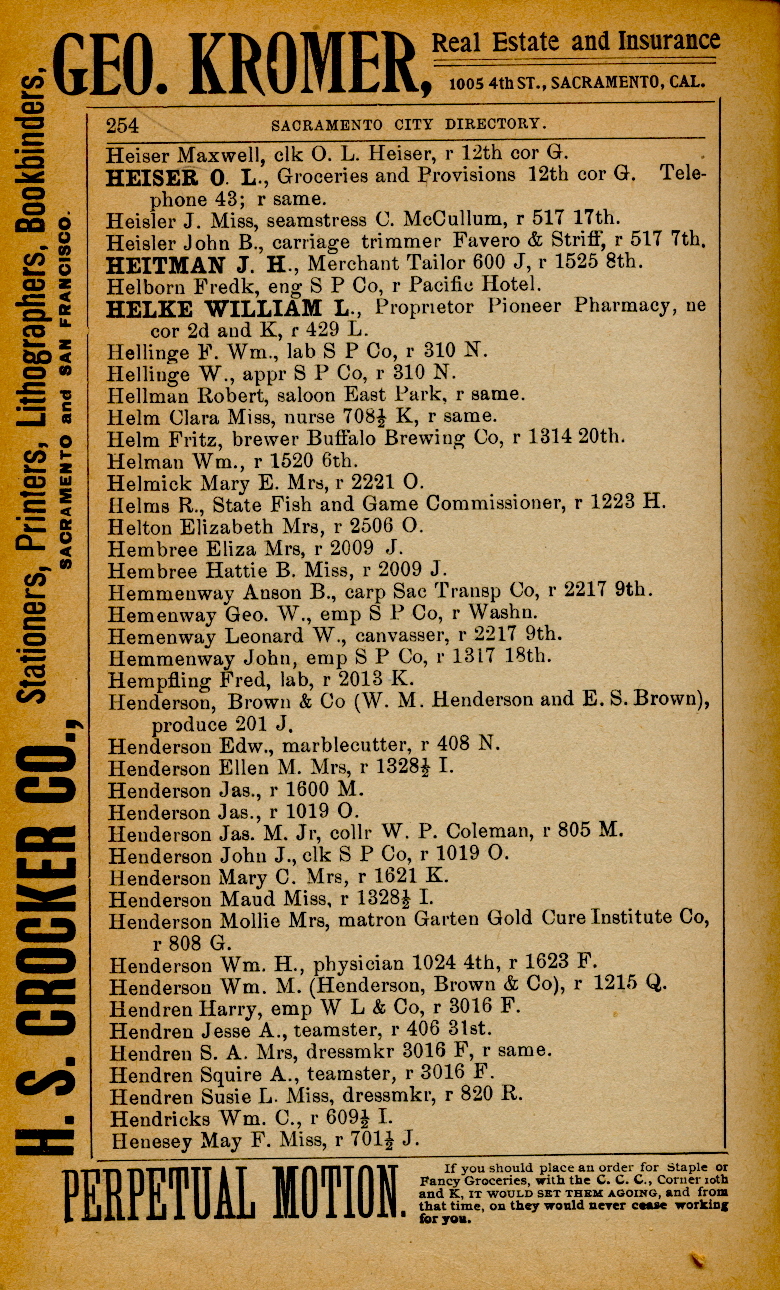 GEO. KROMER,
Real Estate and Insurance
1005 4th ST., SACRAMENTO, CAL.
H. S. CROCKER CO., Stationers, Printers, Lithographers, Bookbinders,
SACRAMENTO and SAN FRANCISCO.
254 SACRAMENTO CITY DIRECTORY.
Heiser Maxwell, clk O. L. Heiser, r 12th cor G.
HEISER O. L., Groceries and Provisions 12th cor G. Tele-
phone 43; r same.
Heisler J. Miss, seamstress C. McCullum, r 517 17th.
Heisler John B., carriage trimmer Favero & Striff, r 517 7th.
HEITMAN J. H., Merchant Tailor 600 J, r 1525 8th.
Helborn Fredk, eng S P Co, r Pacific Hotel.
HELKE WILLIAM L., Proprietor Pioneer Pharmacy, ne
cor 2d and K, r 429 L.
Hellinge F. Wm., lab S P Co, r 310 N.
Hellinge W., appr S P Co, r 310 N.
Hellman Robert, saloon East Park, r same.
Helm Clara Miss, nurse 708½ K, r same.
Helm Fritz, brewer Buffalo Brewing Co, r 1314 20th.
Helman Wm., r 1520 6th.
Helmick Mary E. Mrs, r 2221 O.
Helms R., State Fish and Game Commissioner, r 1223 H.
Helton Elizabeth Mrs, r 2506 O.
Hembree Eliza Mrs, r 2009 J.
Hembree Hattie B. Miss, r 2009 J.
Hemmenway Anson B., carp Sac Transp Co, r 2217 9th.
Hemenway Geo. W., emp S P Co, r Washn.
Hemenway Leonard W., canvasser, r 2217 9th.
Hemmenway John, emp S P Co, r 1317 18th.
Hempfling Fred, lab, r 2013 K.
Henderson, Brown & Co (W. M. Henderson and E. S. Brown),
produce 201 J.
Henderson Edw., marblecutter, r 408 N.
Henderson Ellen M. Mrs, r 1328½ I.
Henderson Jas., r 1600 M.
Henderson Jas., r 1019 O.
Henderson Jas. M. Jr, collr W. P. Coleman, r 805 M.
Henderson John J., clk S P Co, r 1019 O.
Henderson Mary C. Mrs, r 1621 K.
Henderson Maud Miss, r 1328½ I.
Henderson Mollie Mrs, matron Garten Gold Cure Institute Co,
r 808 G.
Henderson Wm. H., physician 1024 4th, r 1623 F.
Henderson Wm. M. (Henderson, Brown & Co), r 1215 Q.
Hendren Harry, emp W L & Co, r 3016 F.
Hendren Jesse A., teamster, r 406 31st.
Hendren S. A. Mrs, dressmkr 3016 F, r same.
Hendren Squire A., teamster, r 3016 F.
Hendren Susie L. Miss, dressmkr, r 820 R.
Hendricks Wm. C., r 609½ I.
Henesey May F. Miss, r 701½ J.
PERPETUAL MOTION.
If you should place an order for Staple or
Fancy Groceries, with the C. C. C., Corner 10th
and K, IT WOULD SET THEM AGOING, and from
that time, on they would never cease working
for you.